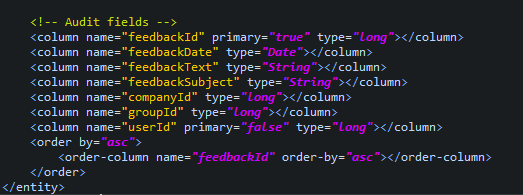 <!-- Audit fields -->
<column name="feedbackId" primary="true" type="long"></column>
<column name="feedbackDate" type="Date"></column>
<column name="feedbackText" type="String"></column>
<column name="feedbackSubject" type="String"></column>
<column name="companyId" type="long"></column>
<column name="groupId" type="long"></column>
<column name="userId" primary="false" type="long"></column>
<order by="asc">
<order-column name="feedbackId" order-by="asc"></order-column>
</order>
</entity>